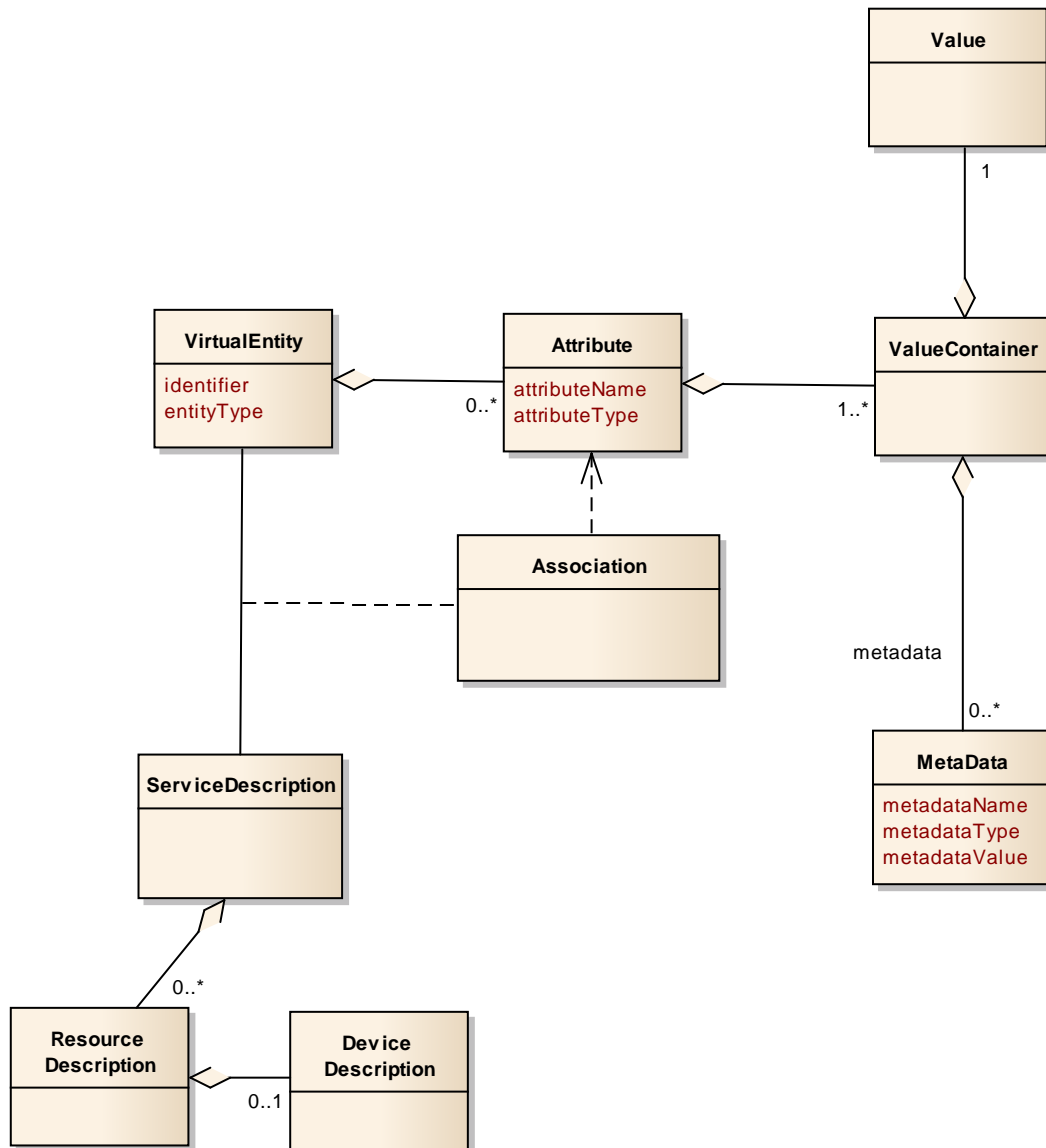 Value
1
VirtualEntity
identifier
entityType
0..*
Attribute
attributeName
attributeType
1..*
ValueContainer
Association
metadata
0..*
MetaData
metadataName
metadataType
metadataValue
ServiceDescription
0..*
Resource
Description
0..1
Device
Description